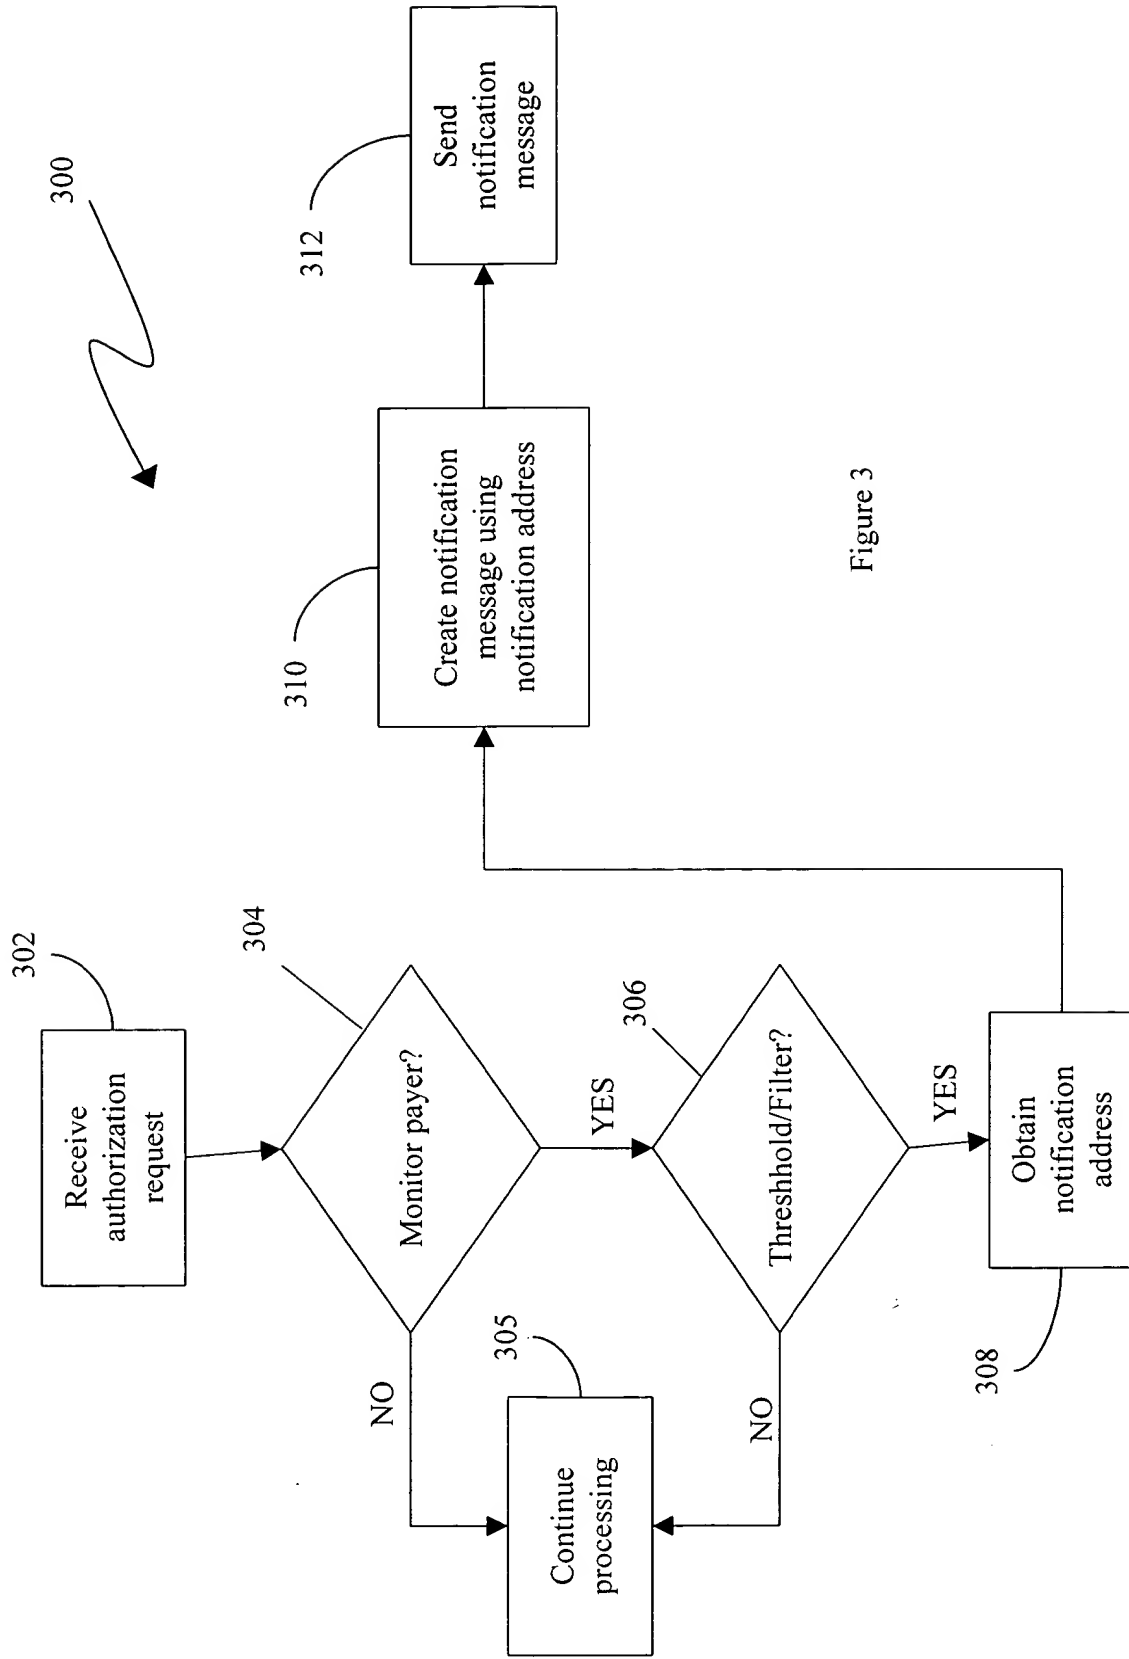 300
302
Receive
authorization
request
304
Monitor payer?
NO
YES
305
Continue
processing
306
Threshhold/Filter?
NO
YES
308
Obtain
notification
address
310
Create notification
message using
notification address
312
Send
notification
message
Figure 3